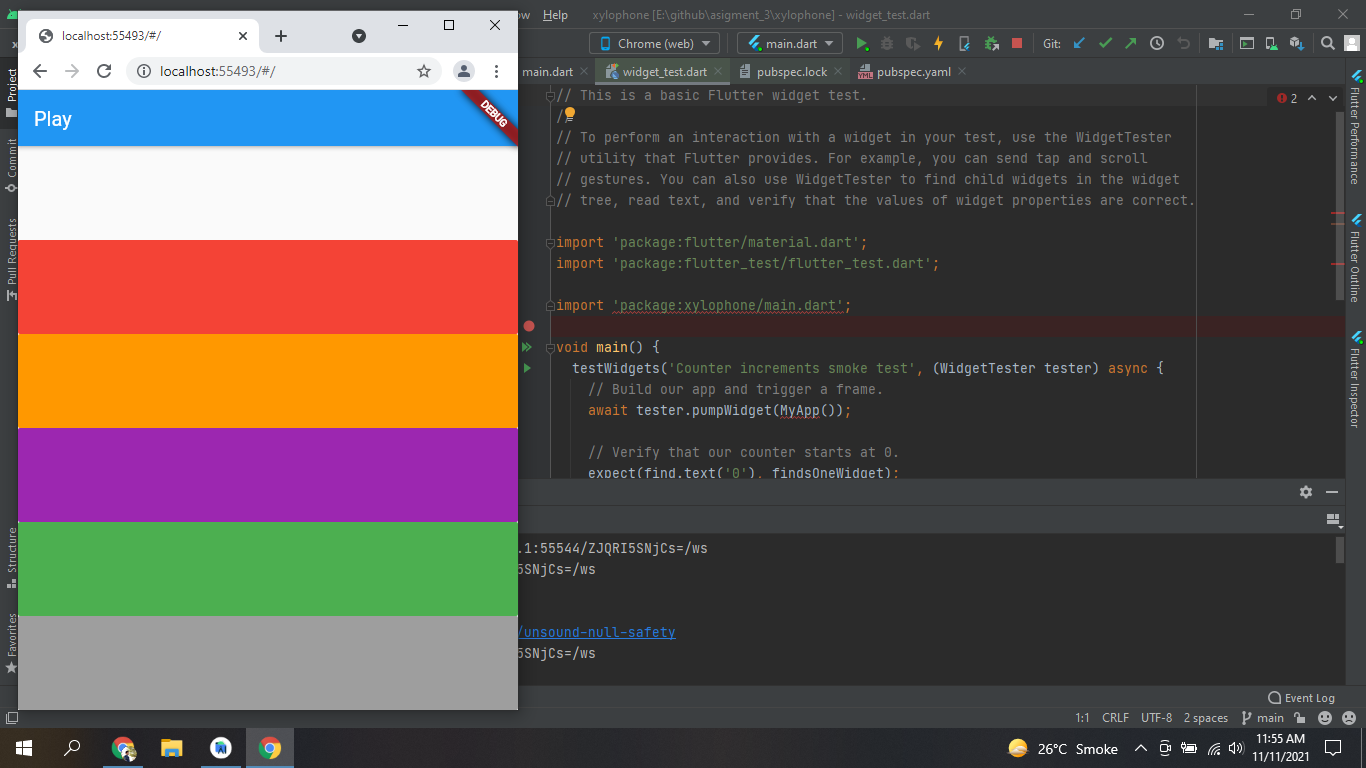 ow Help xylophone [E:\github\asigment_3\xylophone] - widget_test.dart
localhost:55493/#/
Chrome (web) main.dart Git:
localhost:55493/#/
main.dart widget_test.dart pubspec.lock pubspec.yaml
Play
DEBUG
Project
Commit
Pull Requests
Structure
Favorites
// This is a basic Flutter widget test.
2
//
// To perform an interaction with a widget in your test, use the WidgetTester
// utility that Flutter provides. For example, you can send tap and scroll
// gestures. You can also use WidgetTester to find child widgets in the widget
// tree, read text, and verify that the values of widget properties are correct.
import 'package:flutter/material.dart';
import 'package:flutter_test/flutter_test.dart';
import 'package:xylophone/main.dart';
void main() {
testWidgets('Counter increments smoke test', (WidgetTester tester) async {
// Build our app and trigger a frame.
await tester.pumpWidget(MyApp());
// Verify that our counter starts at 0.
expect(find.text('0'), findsOneWidget);
Flutter Performance
Flutter Outline
Flutter Inspector
.1:55544/ZJQRI5SNjCs=/ws
5SNjCs=/ws
/unsound-null-safety
5SNjCs=/ws
Event Log
1:1 CRLF UTF-8 2 spaces main
26°C Smoke
11:55 AM
11/11/2021